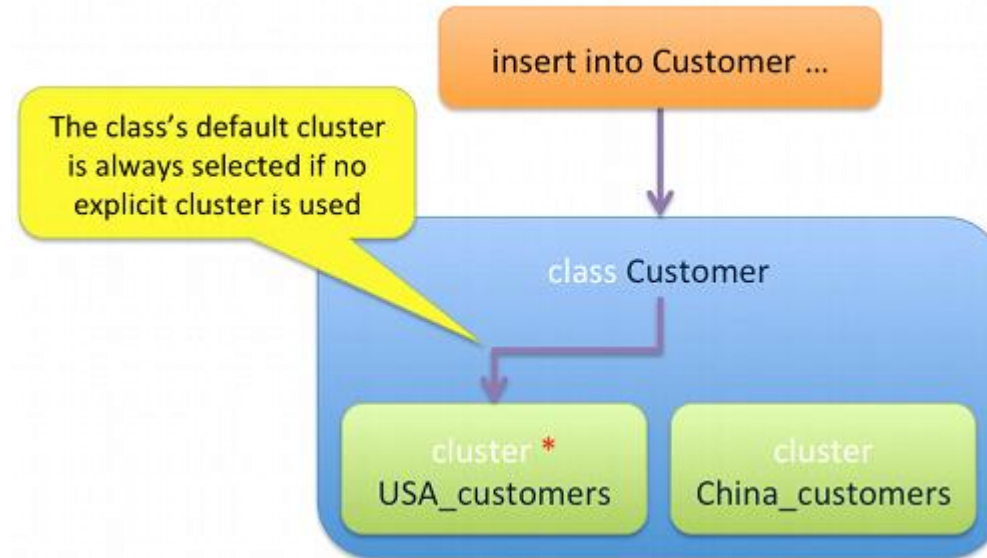 insert into Customer ...
The class's default cluster
is always selected if no
explicit cluster is used
class Customer
cluster *
USA_customers
cluster
China_customers